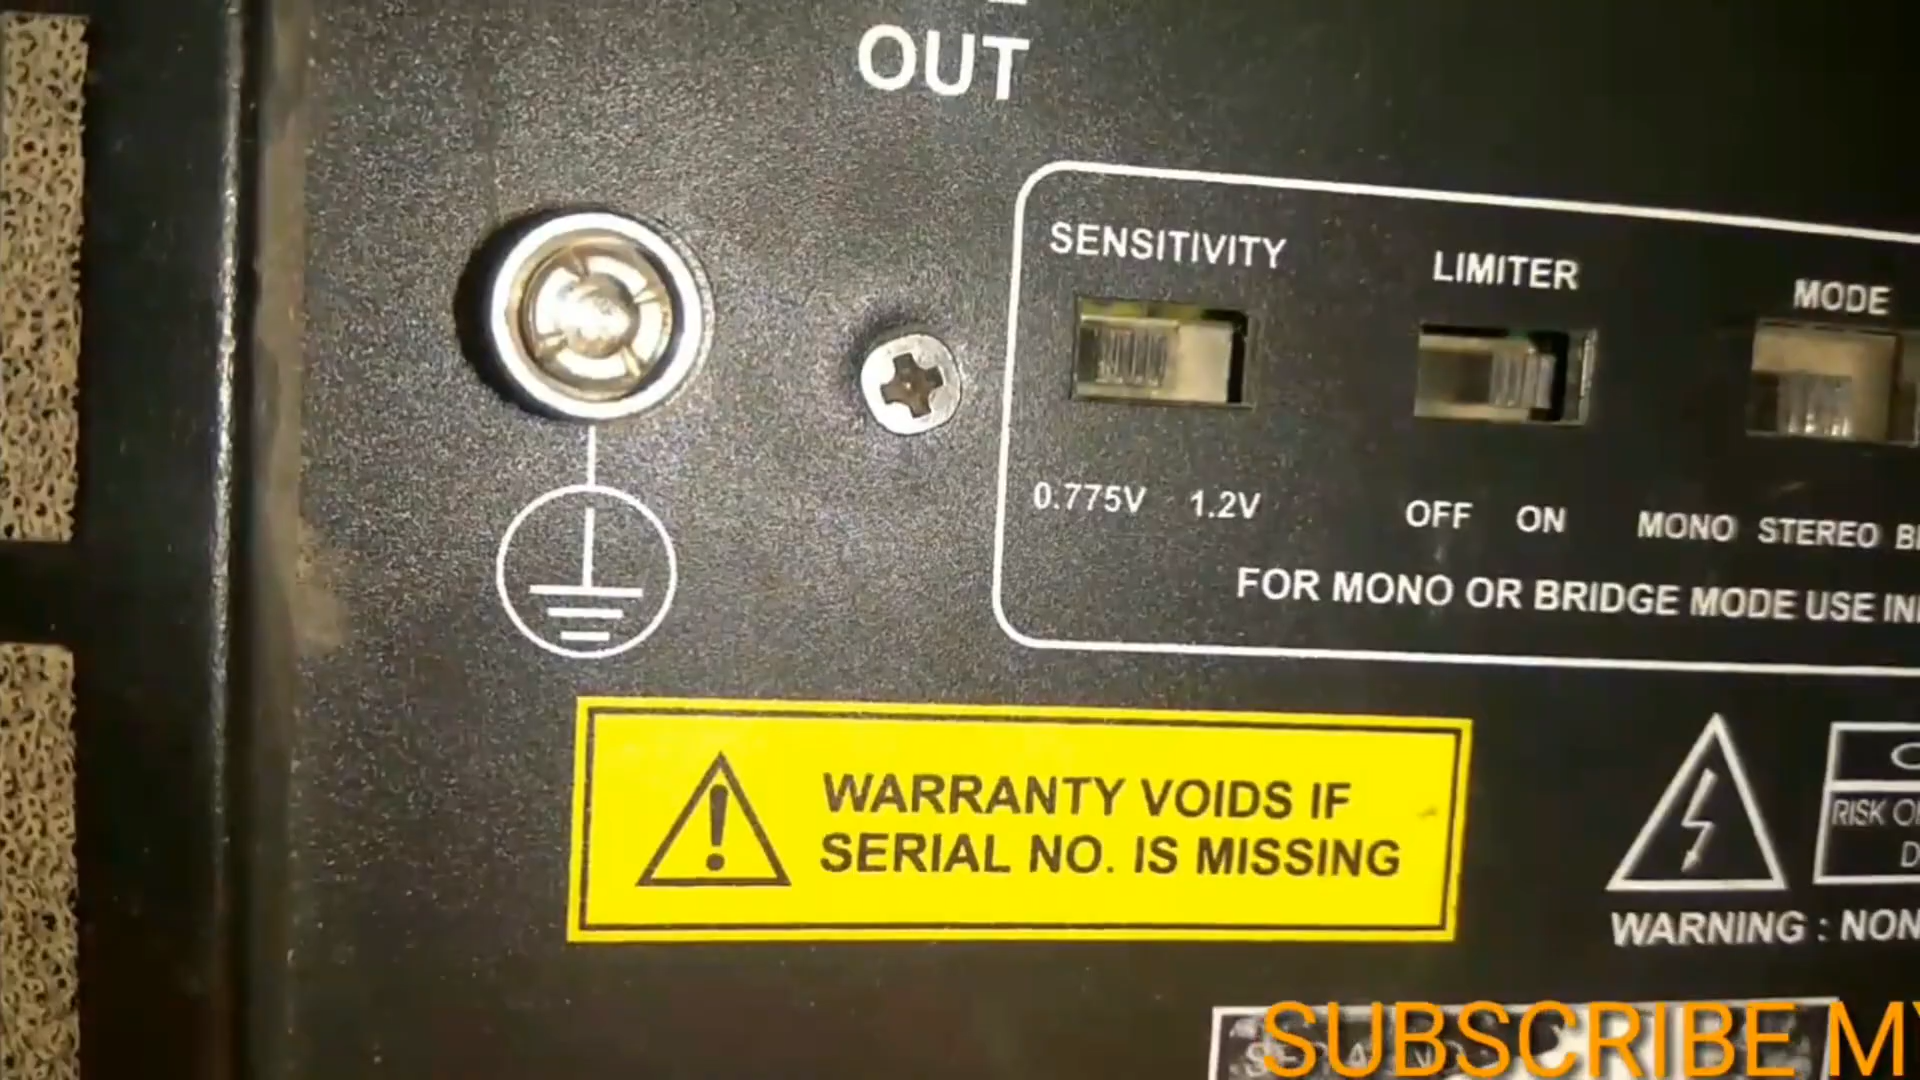 OUT
SENSITIVITY LIMITER MODE
0.775V 1.2V OFF ON MONO STEREO
FOR MONO OR BRIDGE MODE USE
WARRANTY VOIDS IF
SERIAL NO. IS MISSING
RISK
WARNING :
SUBSCRIBE